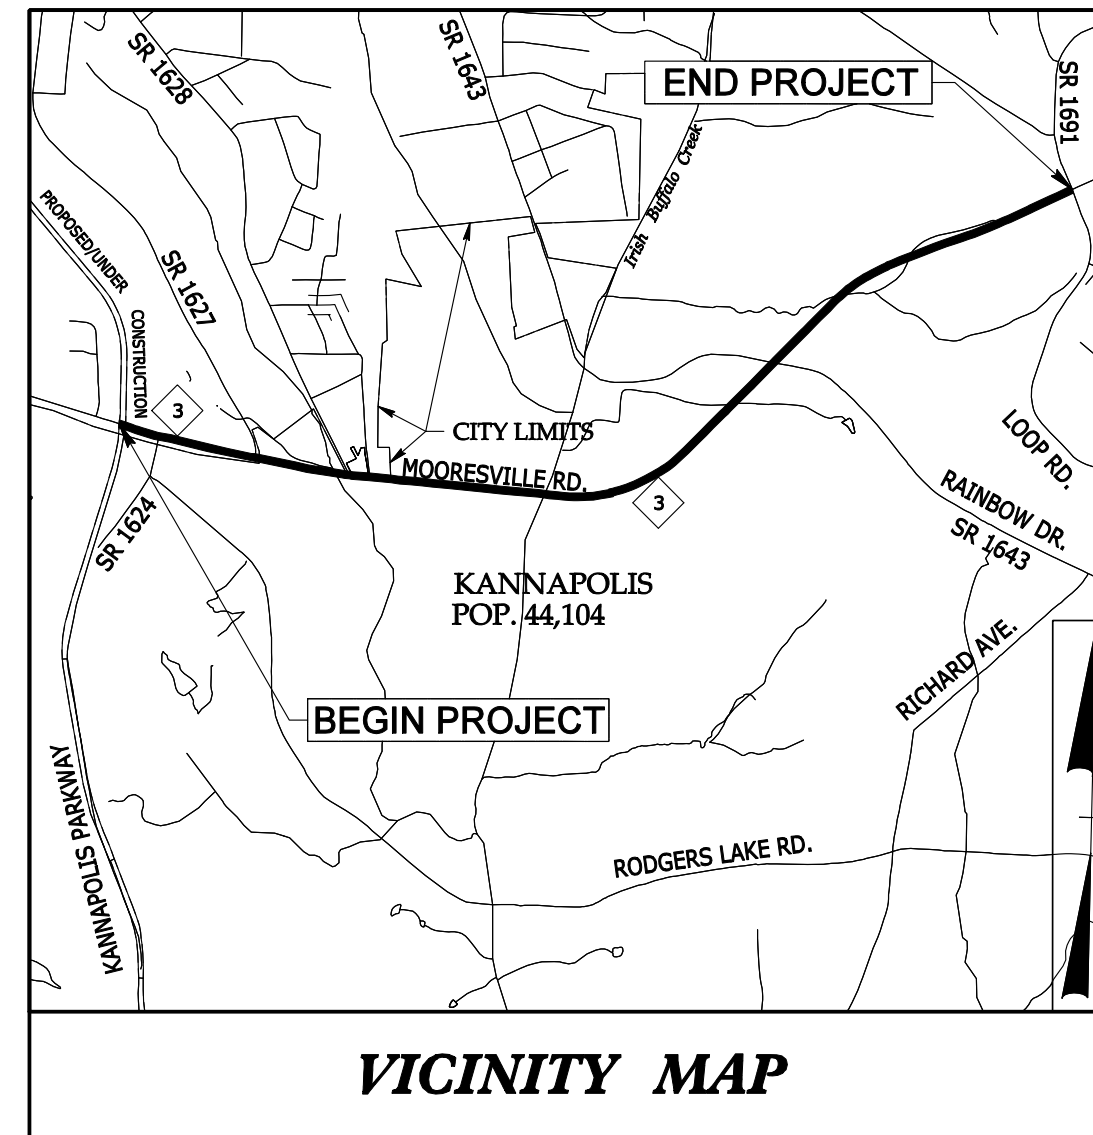 SR 1628
SR 1643
END PROJECT
SR 1691
Irish Buffalo Creek
PROPOSED/UNDER
CONSTRUCTION
SR 1627
3
CITY LIMITS
MOORESVILLE RD.
3
LOOP RD.
RAINBOW DR.
SR 1643
SR 1624
KANNAPOLIS
POP. 44,104
RICHARD AVE.
BEGIN PROJECT
KANNAPOLIS PARKWAY
RODGERS LAKE RD.
VICINITY MAP